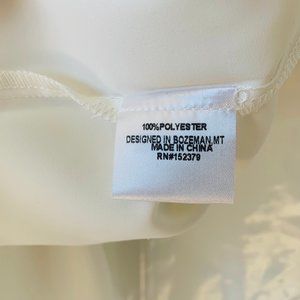 100%POLYESTER
DESIGNED IN BOZEMAN,MT
MADE IN CHINA
RN#152379